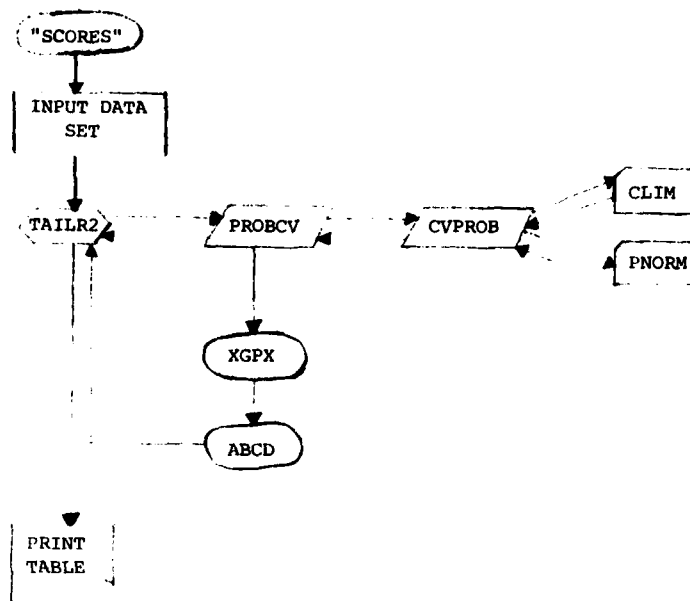 "SCORES"
INPUT DATA
SET
TAILR2
PROBCV
CVPROB
CLIM
PNORM
XGPX
ABCD
PRINT
TABLE